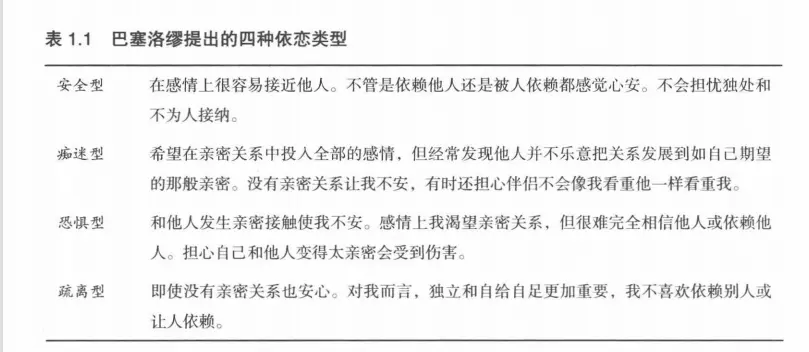 表 1.1 巴塞洛缪提出的四种依恋类型
安全型 在感情上很容易接近他人。不管是依赖他人还是被人依赖都感觉心安。不会担忧独处和
不为人接纳。
痴迷型 希望在亲密关系中投入全部的感情，但经常发现他人并不乐意把关系发展到如自己期望
的那般亲密。没有亲密关系让我不安，有时还担心伴侣不会像我看重他一样看重我。
恐惧型 和他人发生亲密接触使我不安。感情上我渴望亲密关系，但很难完全相信他人或依赖他
人。担心自己和他人变得太亲密会受到伤害。
疏离型 即使没有亲密关系也安心。对我而言，独立和自给自足更加重要，我不喜欢依赖别人或
让人依赖。